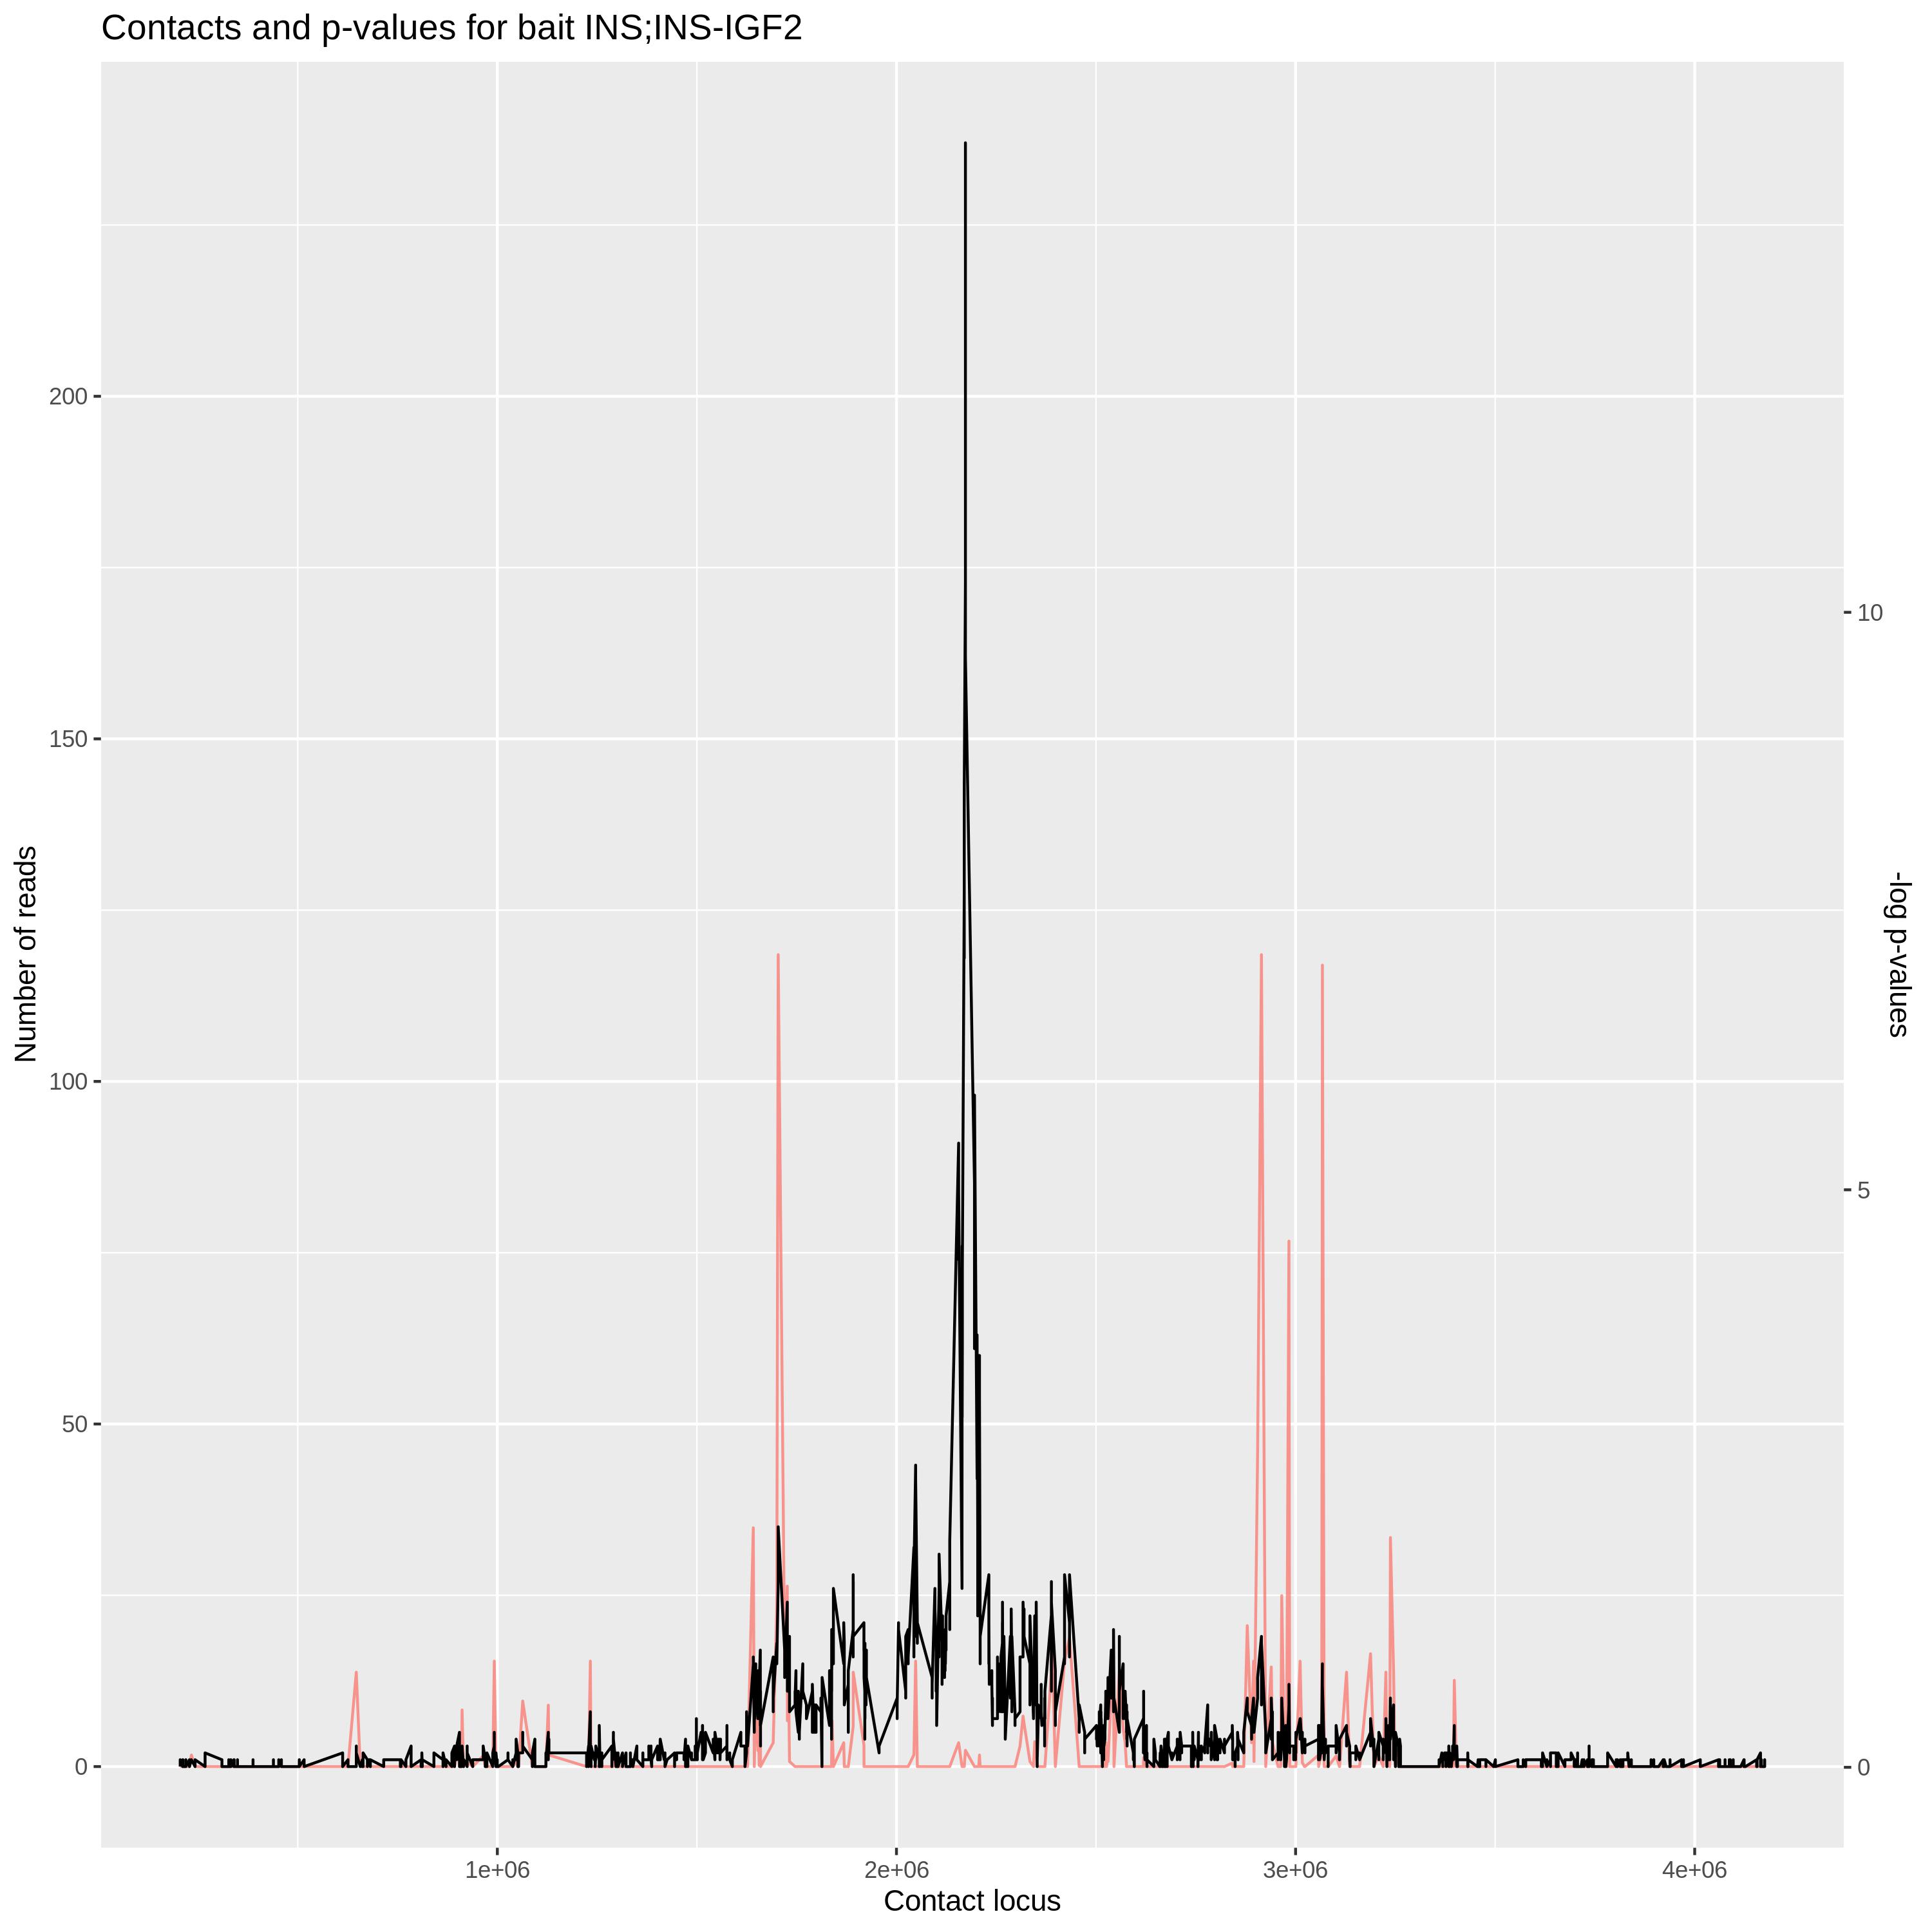 Contacts and p-values for bait INS;INS-IGF2
200
150
100
50
0
Number of reads
10
5
0
-log p-values
1e+06
2e+06
3e+06
4e+06
Contact locus